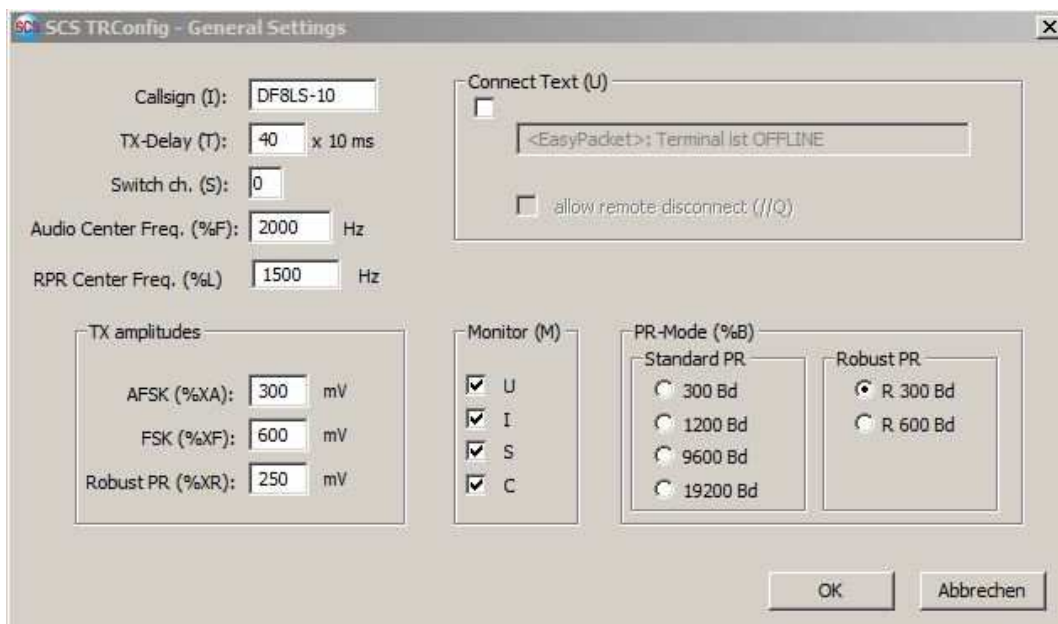 SCS SCS TRConfig - General Settings
Callsign (I): DF8LS-10
TX-Delay (T): 40 x 10 ms
Switch ch. (S): 0
Audio Center Freq. (%F): 2000 Hz
RPR Center Freq. (%L) 1500 Hz
Connect Text (U)
<EasyPacket>: Terminal ist OFFLINE
allow remote disconnect (//Q)
TX amplitudes
AFSK (%XA): 300 mV
FSK (%XF): 600 mV
Robust PR (%XR): 250 mV
Monitor (M)
U
I
S
C
PR-Mode (%B)
Standard PR
300 Bd
1200 Bd
9600 Bd
19200 Bd
Robust PR
R 300 Bd
R 600 Bd
OK
Abbrechen